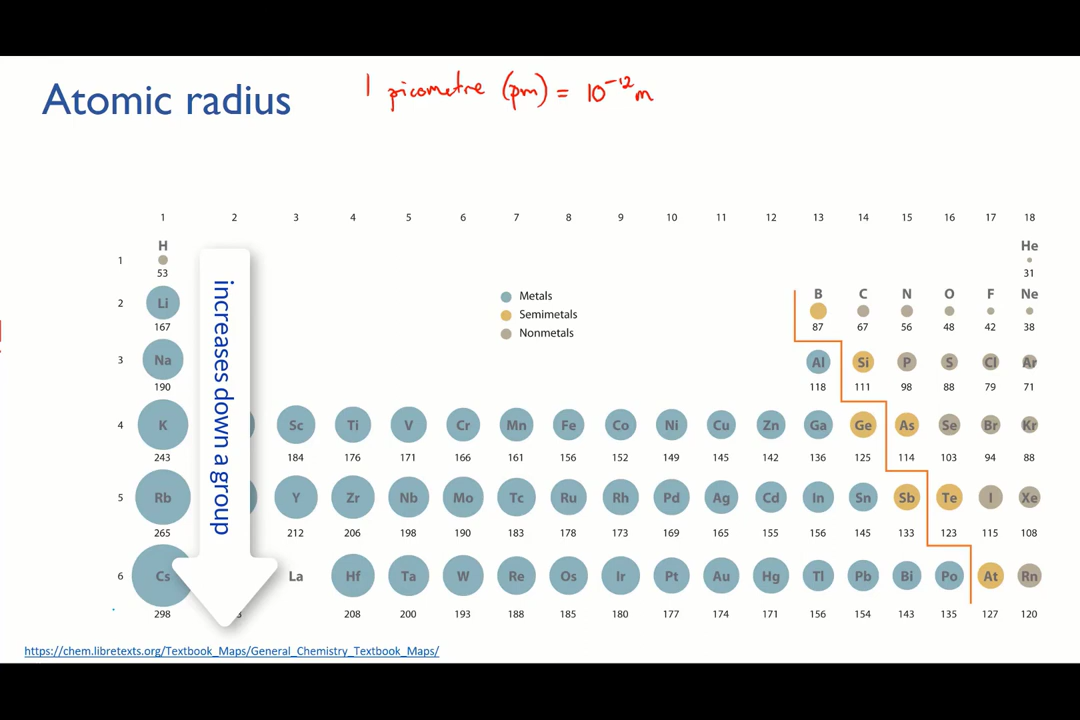 Atomic radius
1 picometre (pm) = 10⁻¹² m
1 2 3 4 5 6 7 8 9 10 11 12 13 14 15 16 17 18
H He
1
53 31
B C N O F Ne
2 Li
167 87 67 56 48 42 38
Metals
Semimetals
Nonmetals
3 Na Al Si P S Cl Ar
190 118 111 98 88 79 71
4 K Sc Ti V Cr Mn Fe Co Ni Cu Zn Ga Ge As Se Br Kr
243 184 176 171 166 161 156 152 149 145 142 136 125 114 103 94 88
5 Rb Y Zr Nb Mo Tc Ru Rh Pd Ag Cd In Sn Sb Te I Xe
265 212 206 198 190 183 178 173 169 165 155 156 145 133 123 115 108
6 Cs La Hf Ta W Re Os Ir Pt Au Hg Tl Pb Bi Po At Rn
298 208 200 193 188 185 180 177 174 171 156 154 143 135 127 120
increases down a group
https://chem.libretexts.org/Textbook_Maps/General_Chemistry_Textbook_Maps/